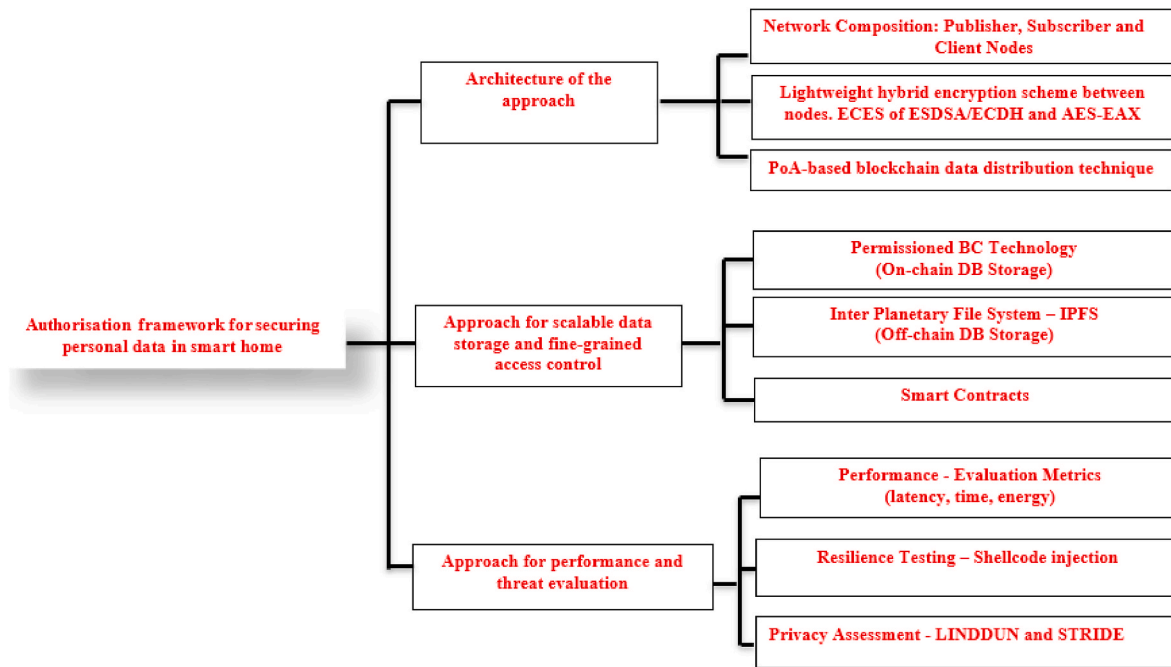 Network Composition: Publisher, Subscriber and
Client Nodes
Architecture of the
approach
Lightweight hybrid encryption scheme between
nodes. ECES of ESDSA/ECDH and AES-EAX
PoA-based blockchain data distribution technique
Permissioned BC Technology
(On-chain DB Storage)
Authorisation framework for securing
personal data in smart home
Approach for scalable data
storage and fine-grained
access control
Inter Planetary File System – IPFS
(Off-chain DB Storage)
Smart Contracts
Performance - Evaluation Metrics
(latency, time, energy)
Approach for performance and
threat evaluation
Resilience Testing – Shellcode injection
Privacy Assessment - LINDDUN and STRIDE